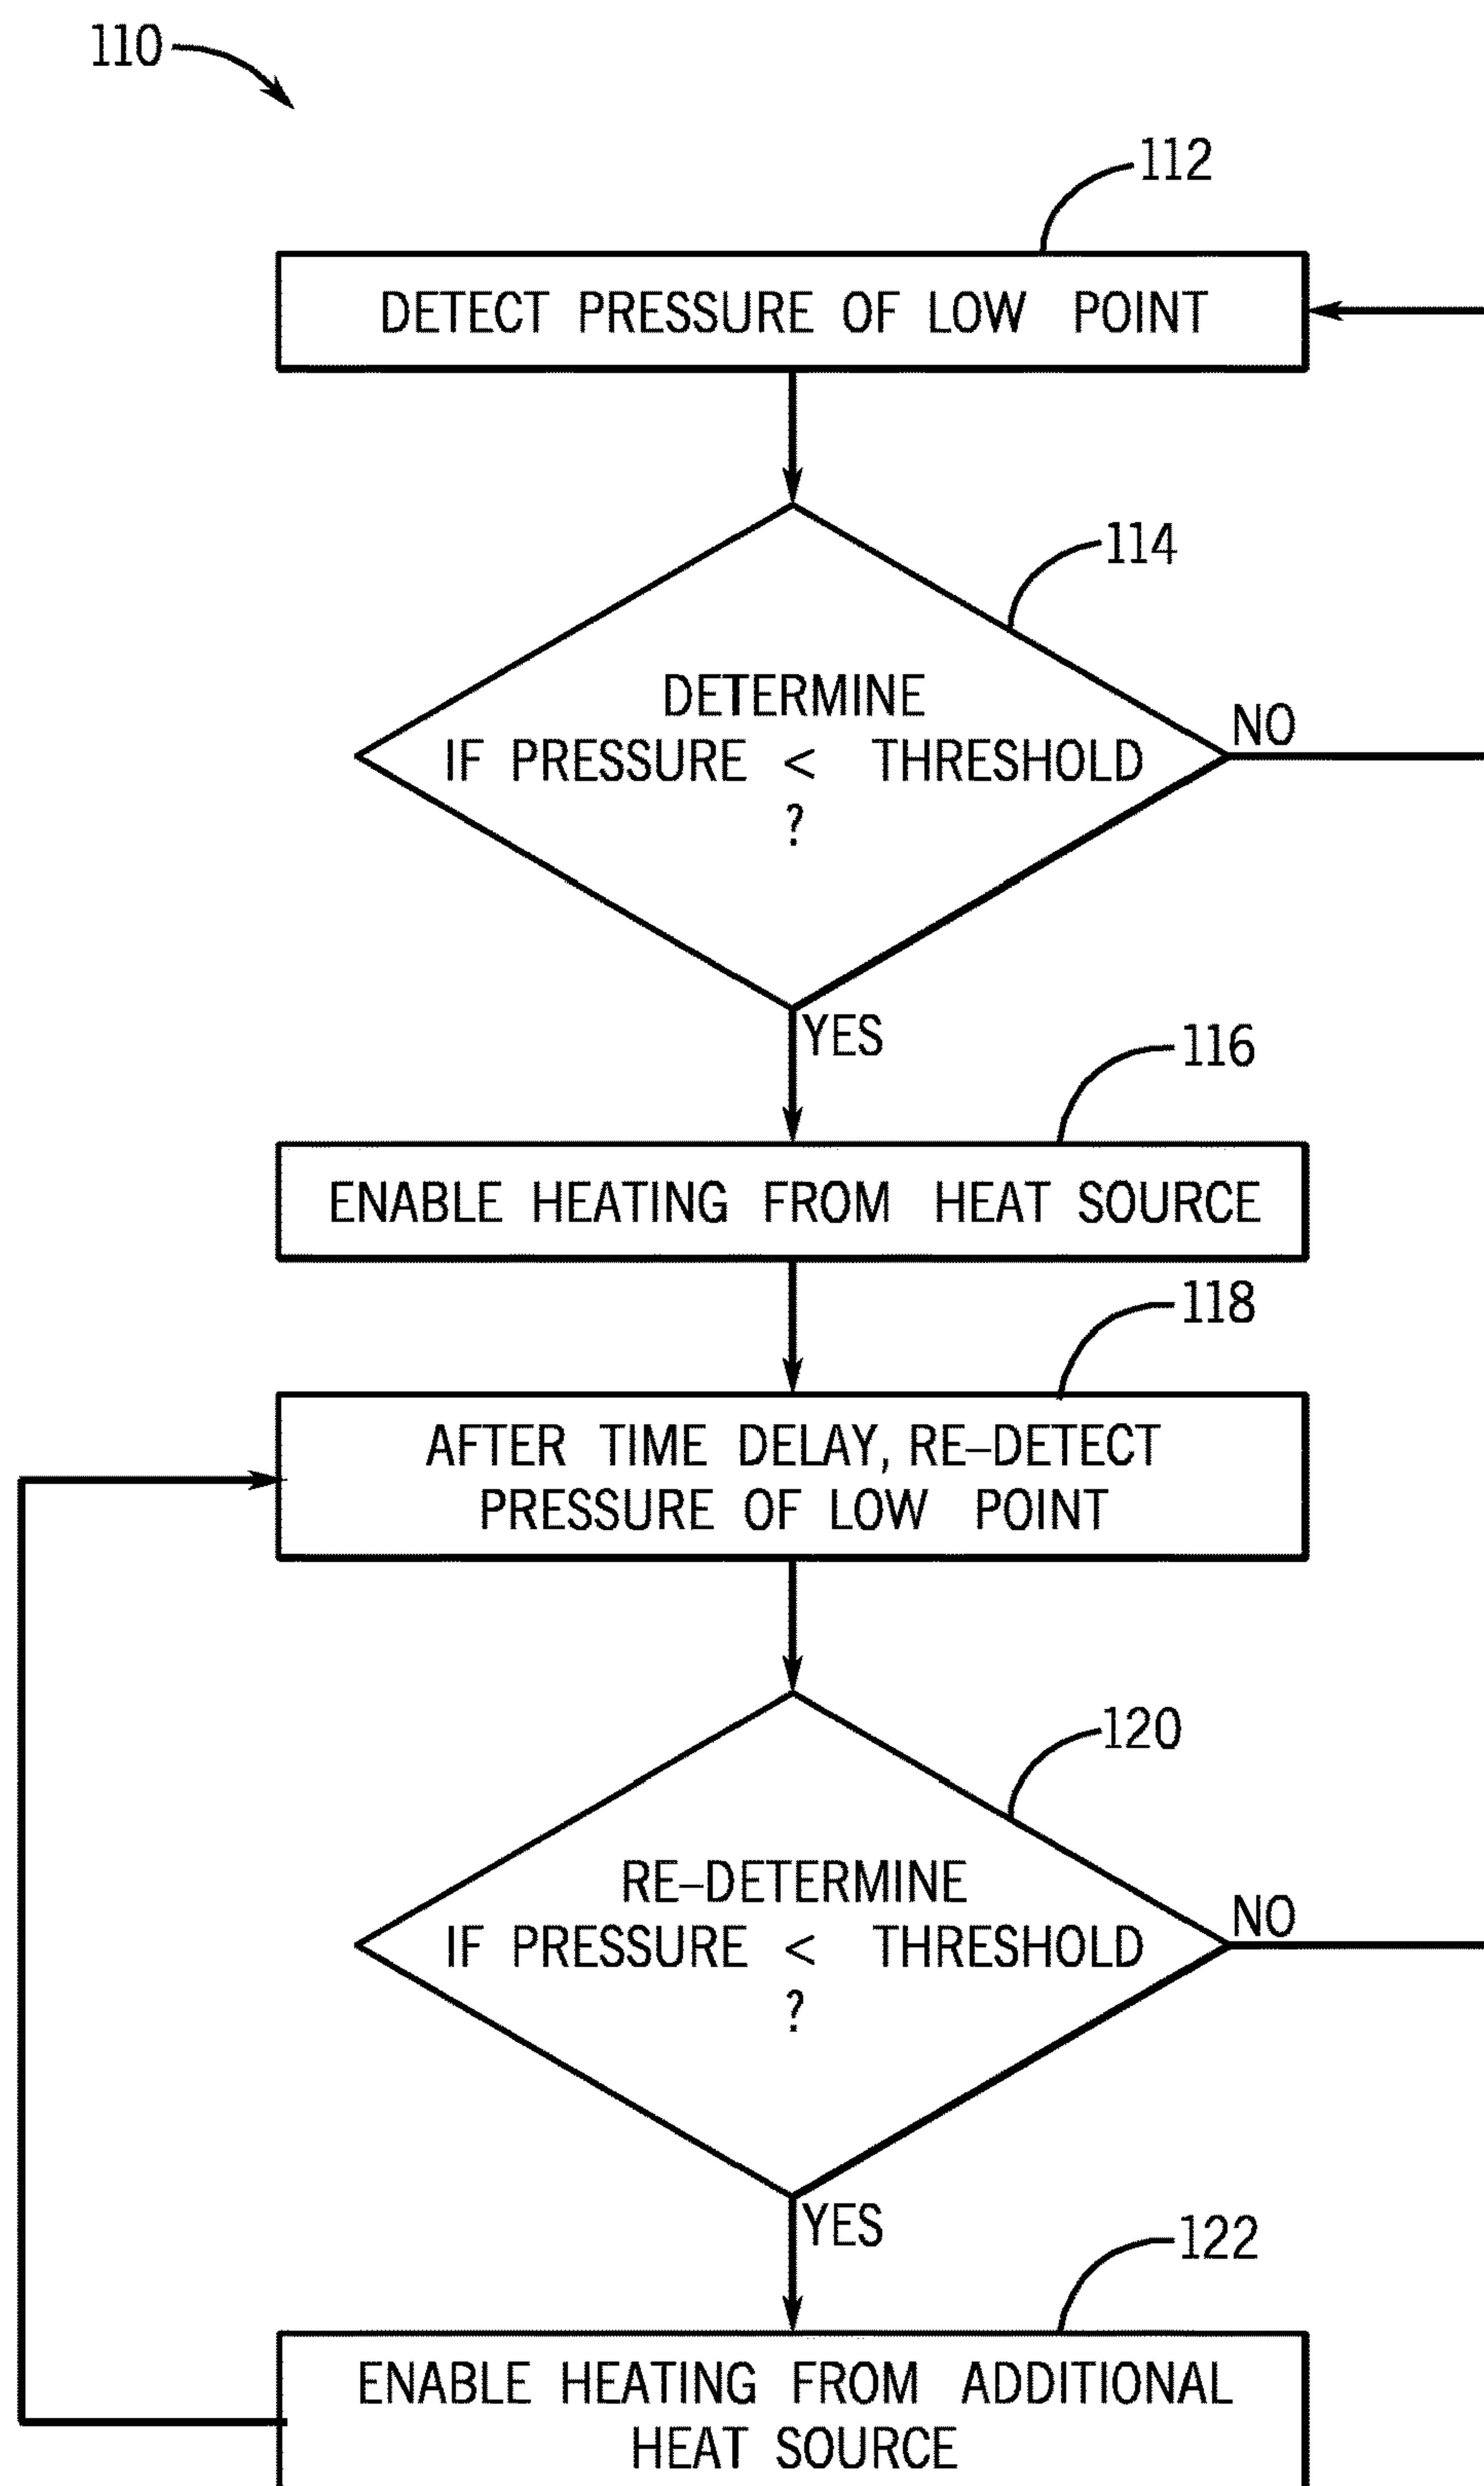 110
112
DETECT PRESSURE OF LOW POINT
114
DETERMINE
IF PRESSURE < THRESHOLD
?
NO
YES
116
ENABLE HEATING FROM HEAT SOURCE
118
AFTER TIME DELAY, RE-DETECT
PRESSURE OF LOW POINT
120
RE-DETERMINE
IF PRESSURE < THRESHOLD
?
NO
YES
122
ENABLE HEATING FROM ADDITIONAL
HEAT SOURCE